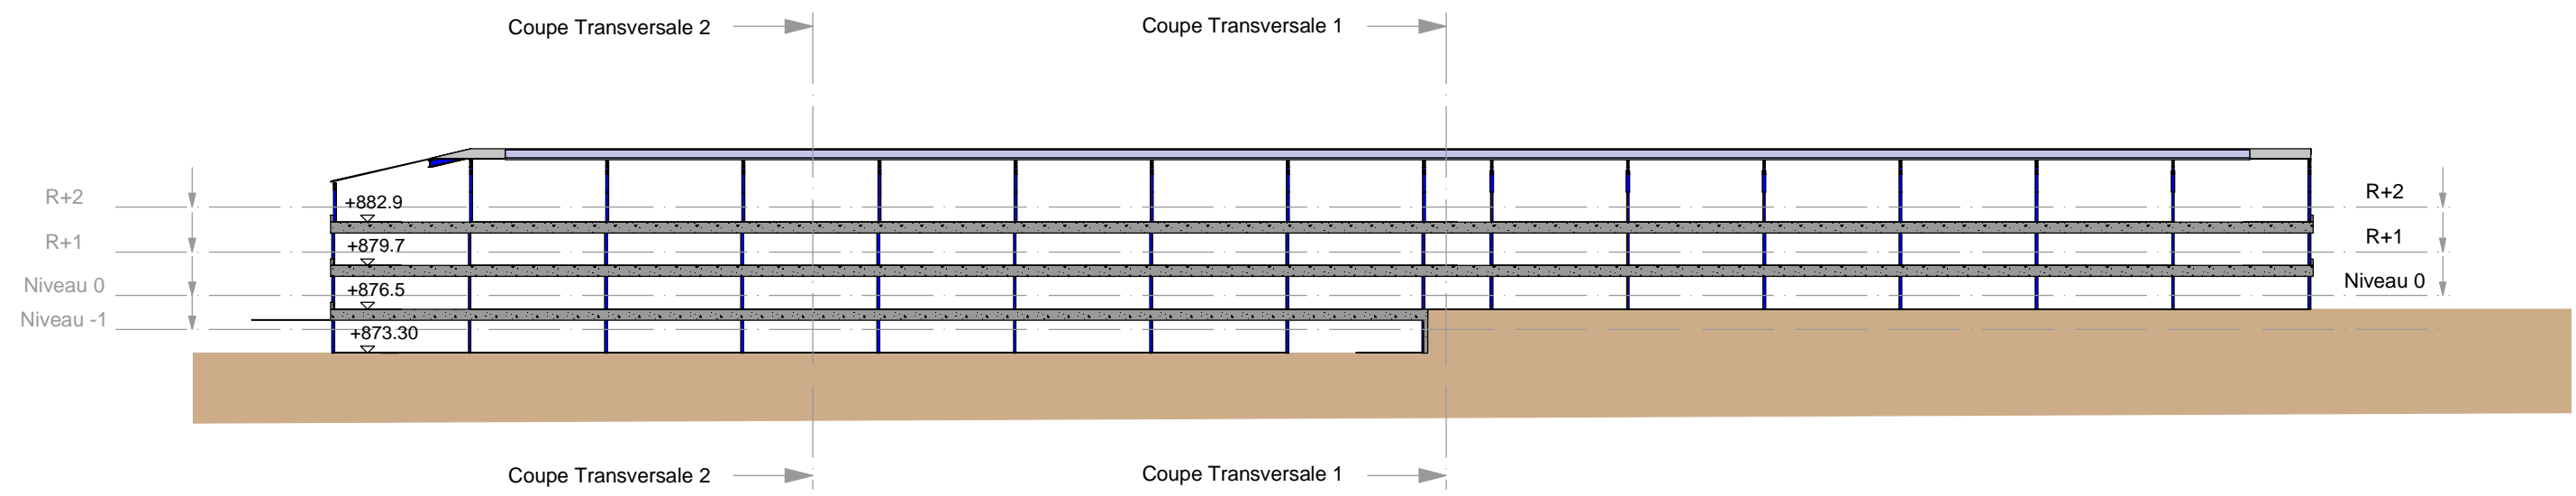 Coupe Transversale 2
Coupe Transversale 1
R+2
+882.9
R+2
R+1
+879.7
R+1
Niveau 0
+876.5
Niveau 0
Niveau -1
+873.30
Coupe Transversale 2
Coupe Transversale 1